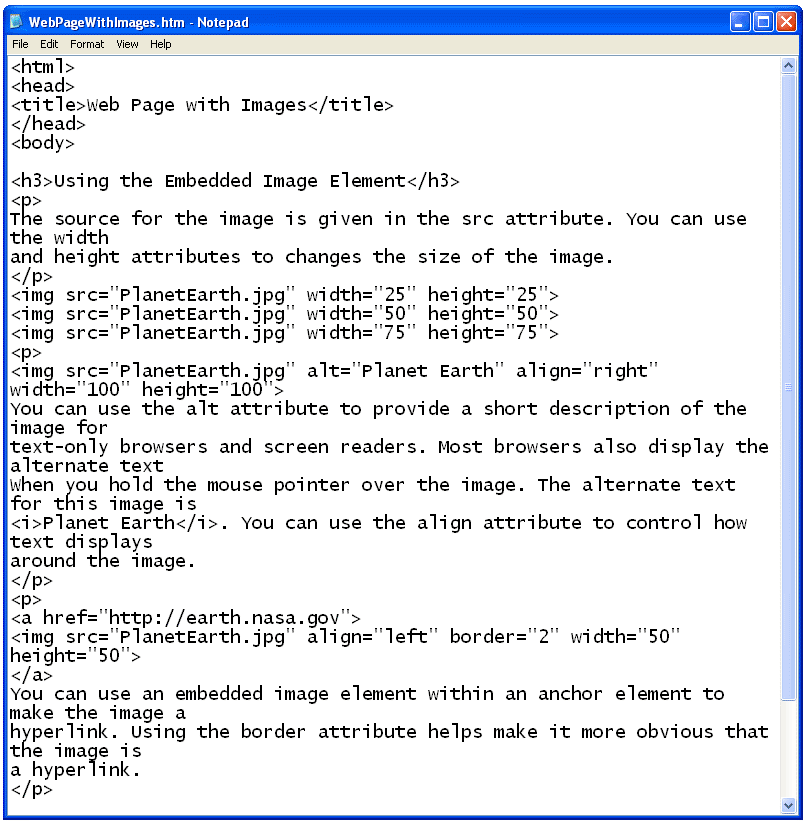 WebPageWithImages.htm - Notepad
File Edit Format View Help
<html>
<head>
<title>Web Page with Images</title>
</head>
<body>

<h3>Using the Embedded Image Element</h3>
<p>
The source for the image is given in the src attribute. You can use
the width
and height attributes to changes the size of the image.
</p>
<img src="PlanetEarth.jpg" width="25" height="25">
<img src="PlanetEarth.jpg" width="50" height="50">
<img src="PlanetEarth.jpg" width="75" height="75">
<p>
<img src="PlanetEarth.jpg" alt="Planet Earth" align="right"
width="100" height="100">
You can use the alt attribute to provide a short description of the
image for
text-only browsers and screen readers. Most browsers also display the
alternate text
When you hold the mouse pointer over the image. The alternate text
for this image is
<i>Planet Earth</i>. You can use the align attribute to control how
text displays
around the image.
</p>
<p>
<a href="http://earth.nasa.gov">
<img src="PlanetEarth.jpg" align="left" border="2" width="50"
height="50">
</a>
You can use an embedded image element within an anchor element to
make the image a
hyperlink. Using the border attribute helps make it more obvious that
the image is
a hyperlink.
</p>